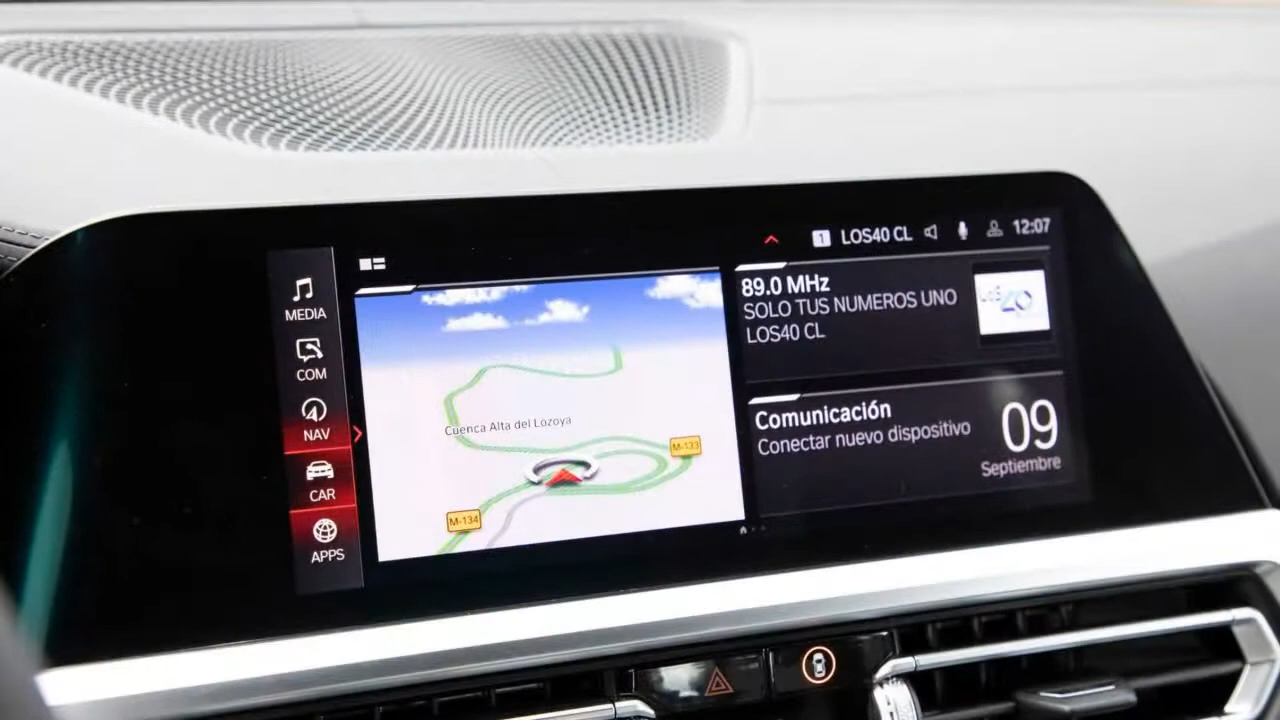 1 LOS40 CL 12:07
MEDIA
COM
NAV
CAR
APPS
Cuenca Alta del Lozoya
M-133
M-134
89.0 MHz
SOLO TUS NUMEROS UNO
LOS40 CL
Comunicación
Conectar nuevo dispositivo
09
Septiembre